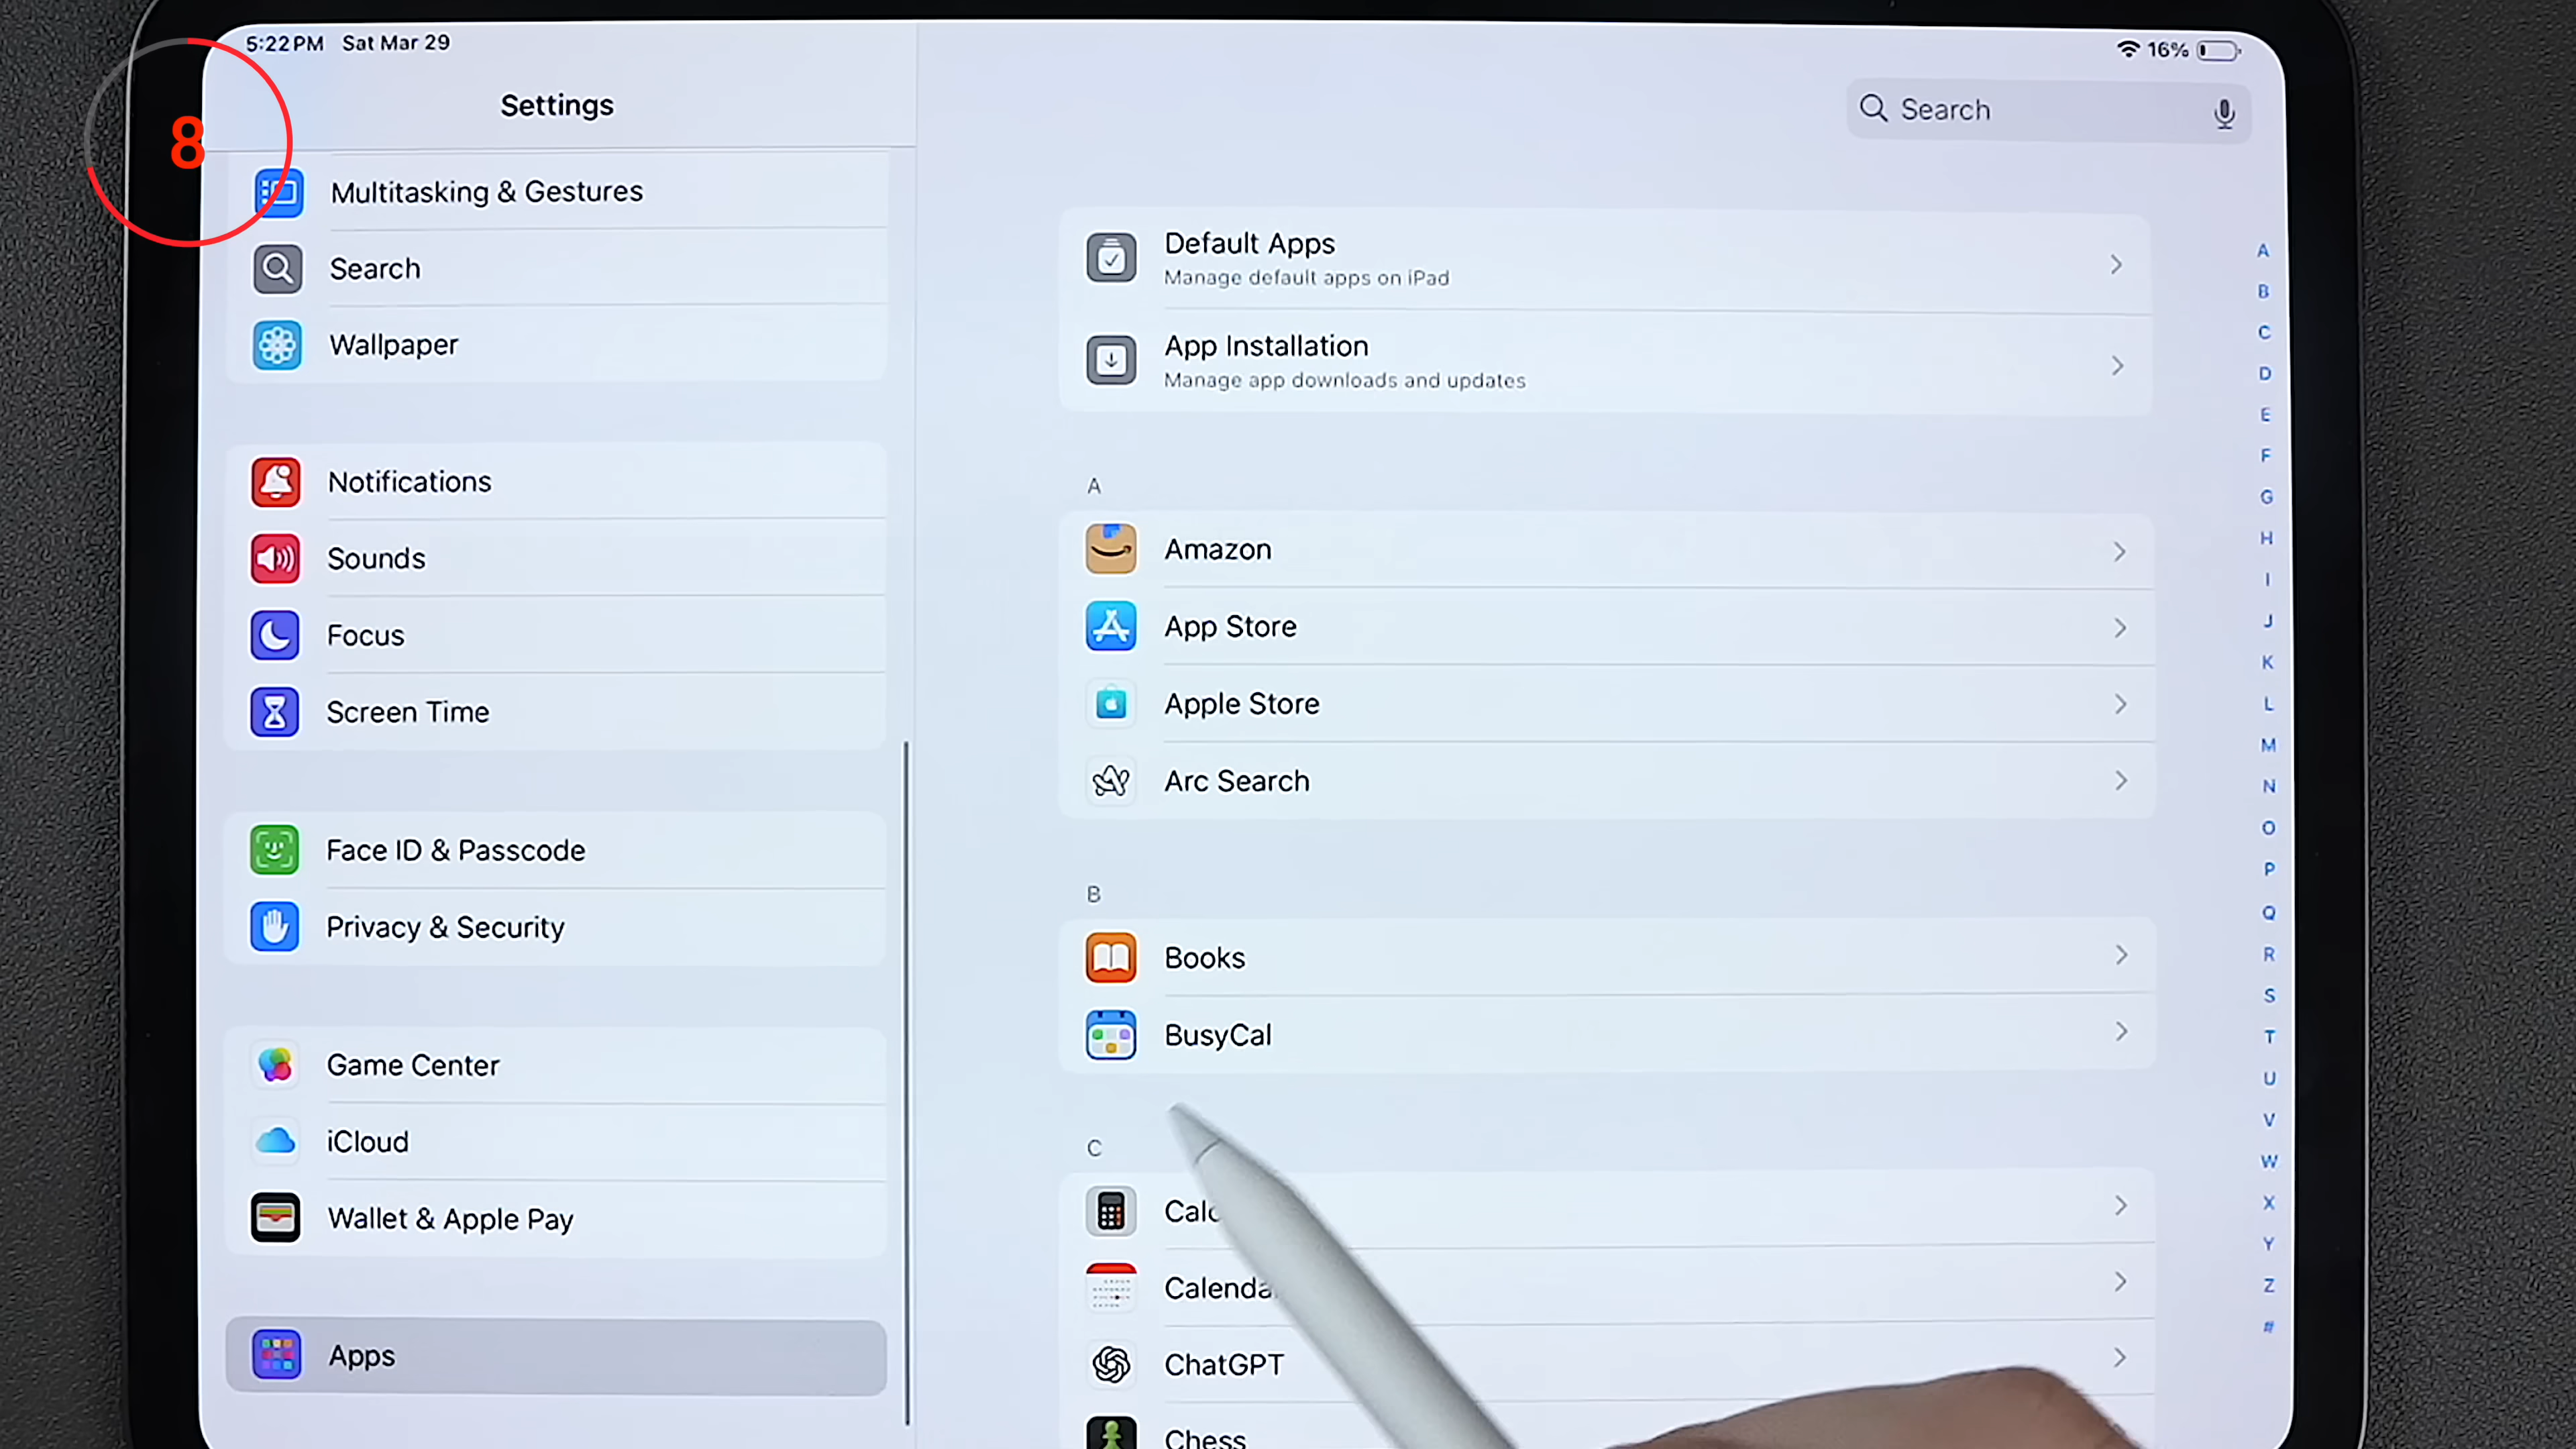 5:22 PM Sat Mar 29
16%
8
Settings
Search
Multitasking & Gestures
Search
Wallpaper
Notifications
Sounds
Focus
Screen Time
Face ID & Passcode
Privacy & Security
Game Center
iCloud
Wallet & Apple Pay
Apps
Default Apps
Manage default apps on iPad
App Installation
Manage app downloads and updates
A
Amazon
App Store
Apple Store
Arc Search
B
Books
BusyCal
C
Calc
Calenda
ChatGPT
Chess
A
B
C
D
E
F
G
H
I
J
K
L
M
N
O
P
Q
R
S
T
U
V
W
X
Y
Z
#